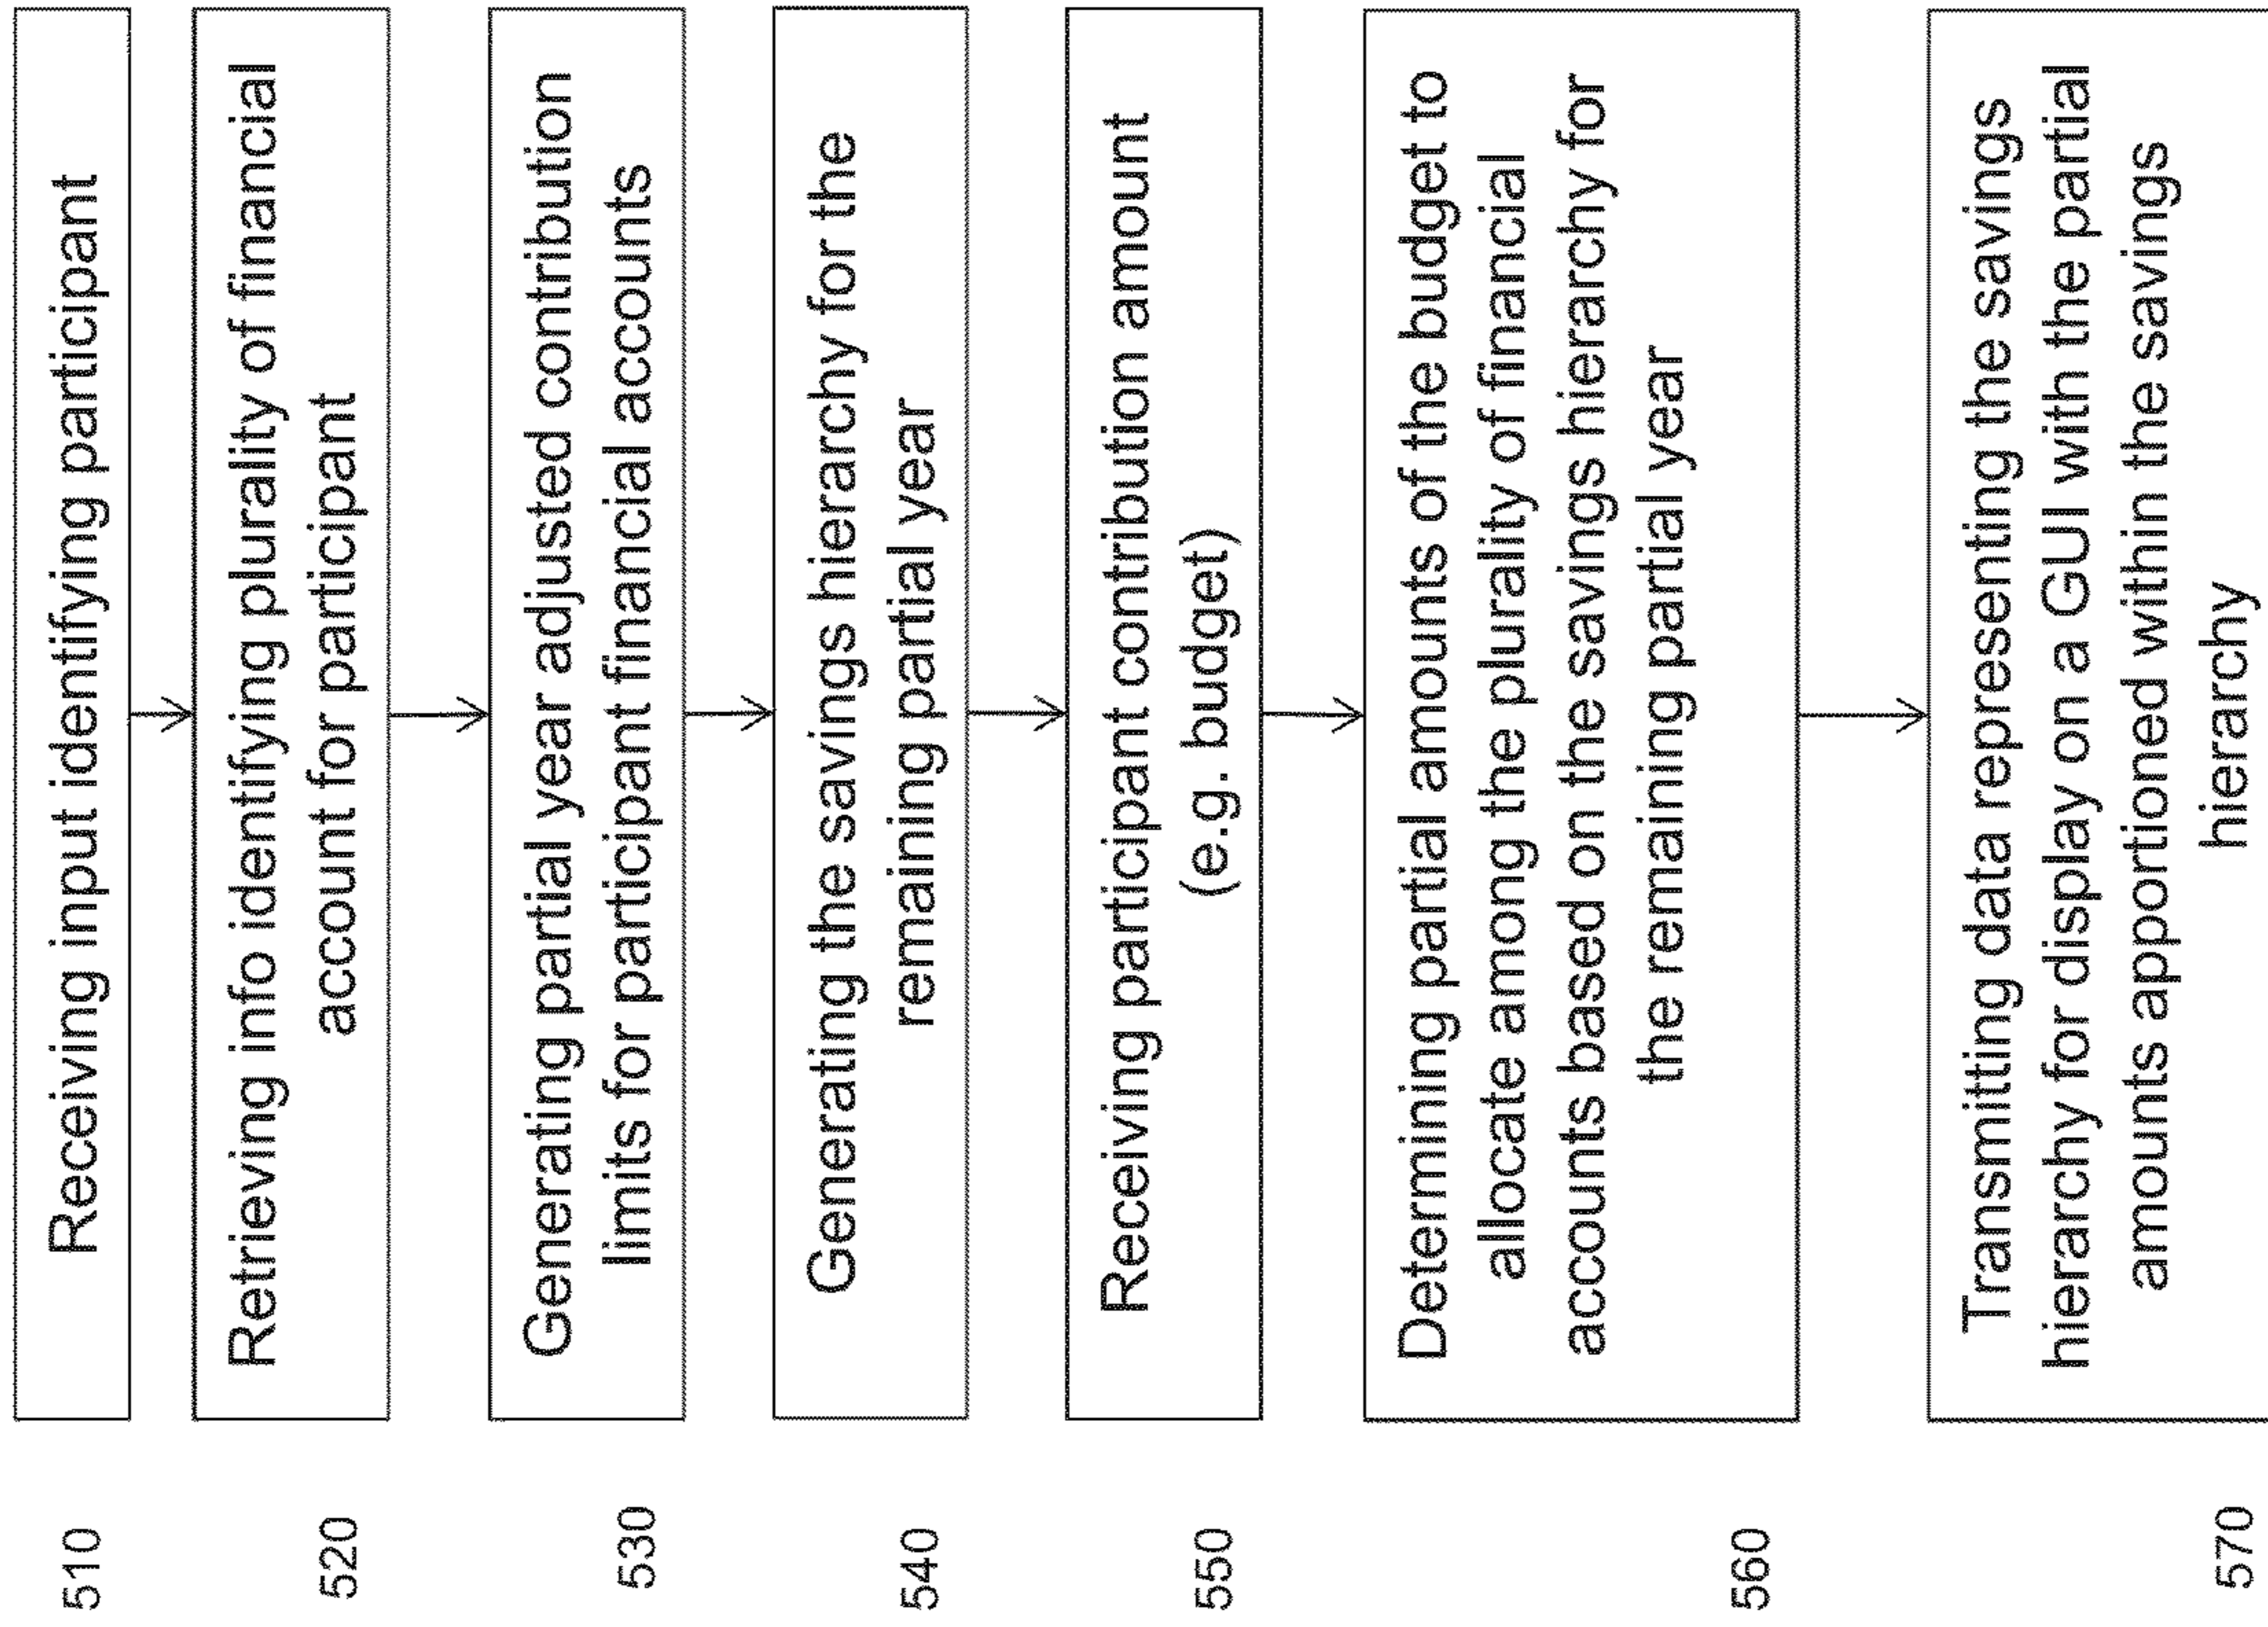 510
Receiving input identifying participant
520
Retrieving info identifying plurality of financial
account for participant
530
Generating partial year adjusted contribution
limits for participant financial accounts
540
Generating the savings hierarchy for the
remaining partial year
550
Receiving participant contribution amount
(e.g. budget)
560
Determining partial amounts of the budget to
allocate among the plurality of financial
accounts based on the savings hierarchy for
the remaining partial year
570
Transmitting data representing the savings
hierarchy for display on a GUI with the partial
amounts apportioned within the savings
hierarchy